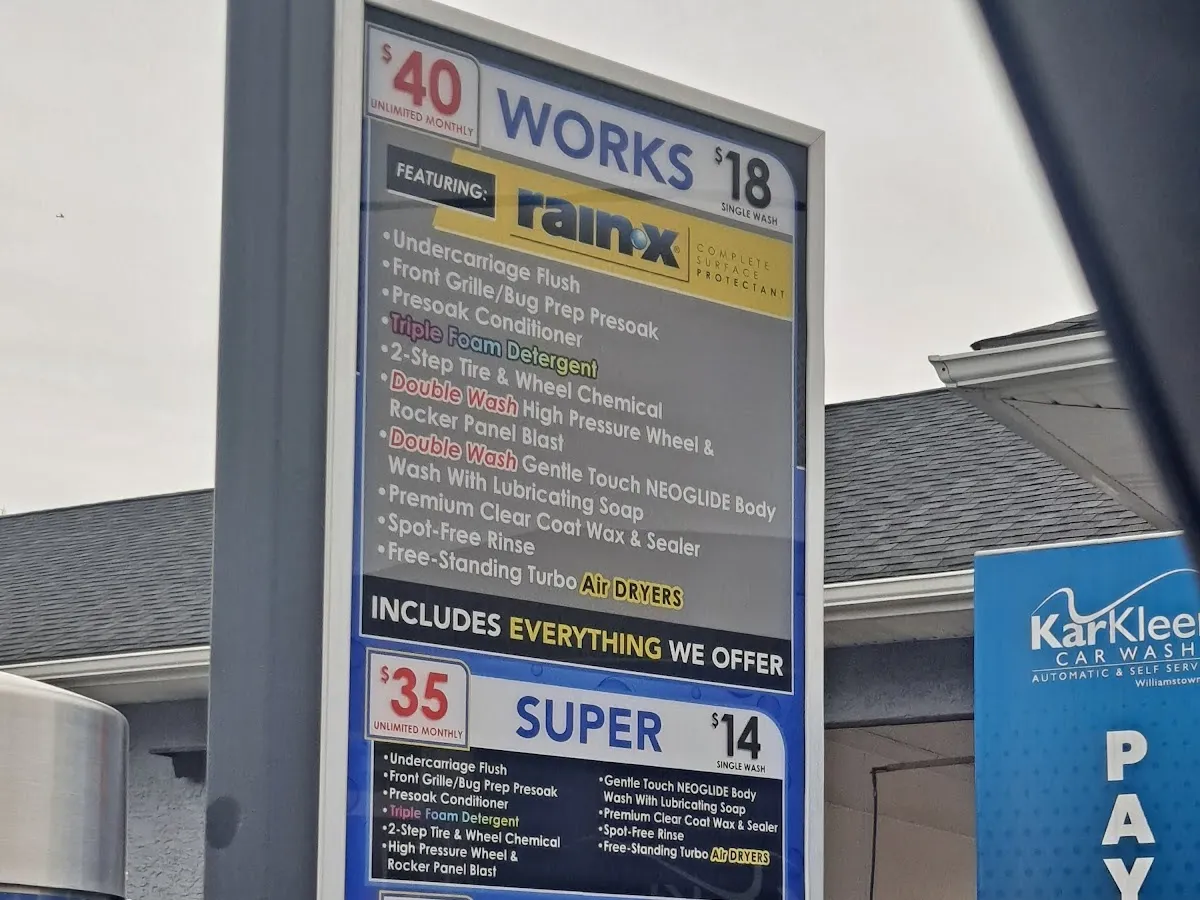 $40
UNLIMITED MONTHLY
WORKS
$18
SINGLE WASH
FEATURING:
rain-x®
COMPLETE
SURFACE
PROTECTANT
•Undercarriage Flush
•Front Grille/Bug Prep Presoak
•Presoak Conditioner
•Triple Foam Detergent
•2-Step Tire & Wheel Chemical
•Double Wash High Pressure Wheel &
Rocker Panel Blast
•Double Wash Gentle Touch NEOGLIDE Body
Wash With Lubricating Soap
•Premium Clear Coat Wax & Sealer
•Spot-Free Rinse
•Free-Standing Turbo Air DRYERS
INCLUDES EVERYTHING WE OFFER
$35
UNLIMITED MONTHLY
SUPER
$14
SINGLE WASH
•Undercarriage Flush
•Front Grille/Bug Prep Presoak
•Presoak Conditioner
•Triple Foam Detergent
•2-Step Tire & Wheel Chemical
•High Pressure Wheel &
Rocker Panel Blast
•Gentle Touch NEOGLIDE Body
Wash With Lubricating Soap
•Premium Clear Coat Wax & Sealer
•Spot-Free Rinse
•Free-Standing Turbo Air DRYERS
KarKlee
CAR WASH
AUTOMATIC & SELF SERV
Williamstow
PAY